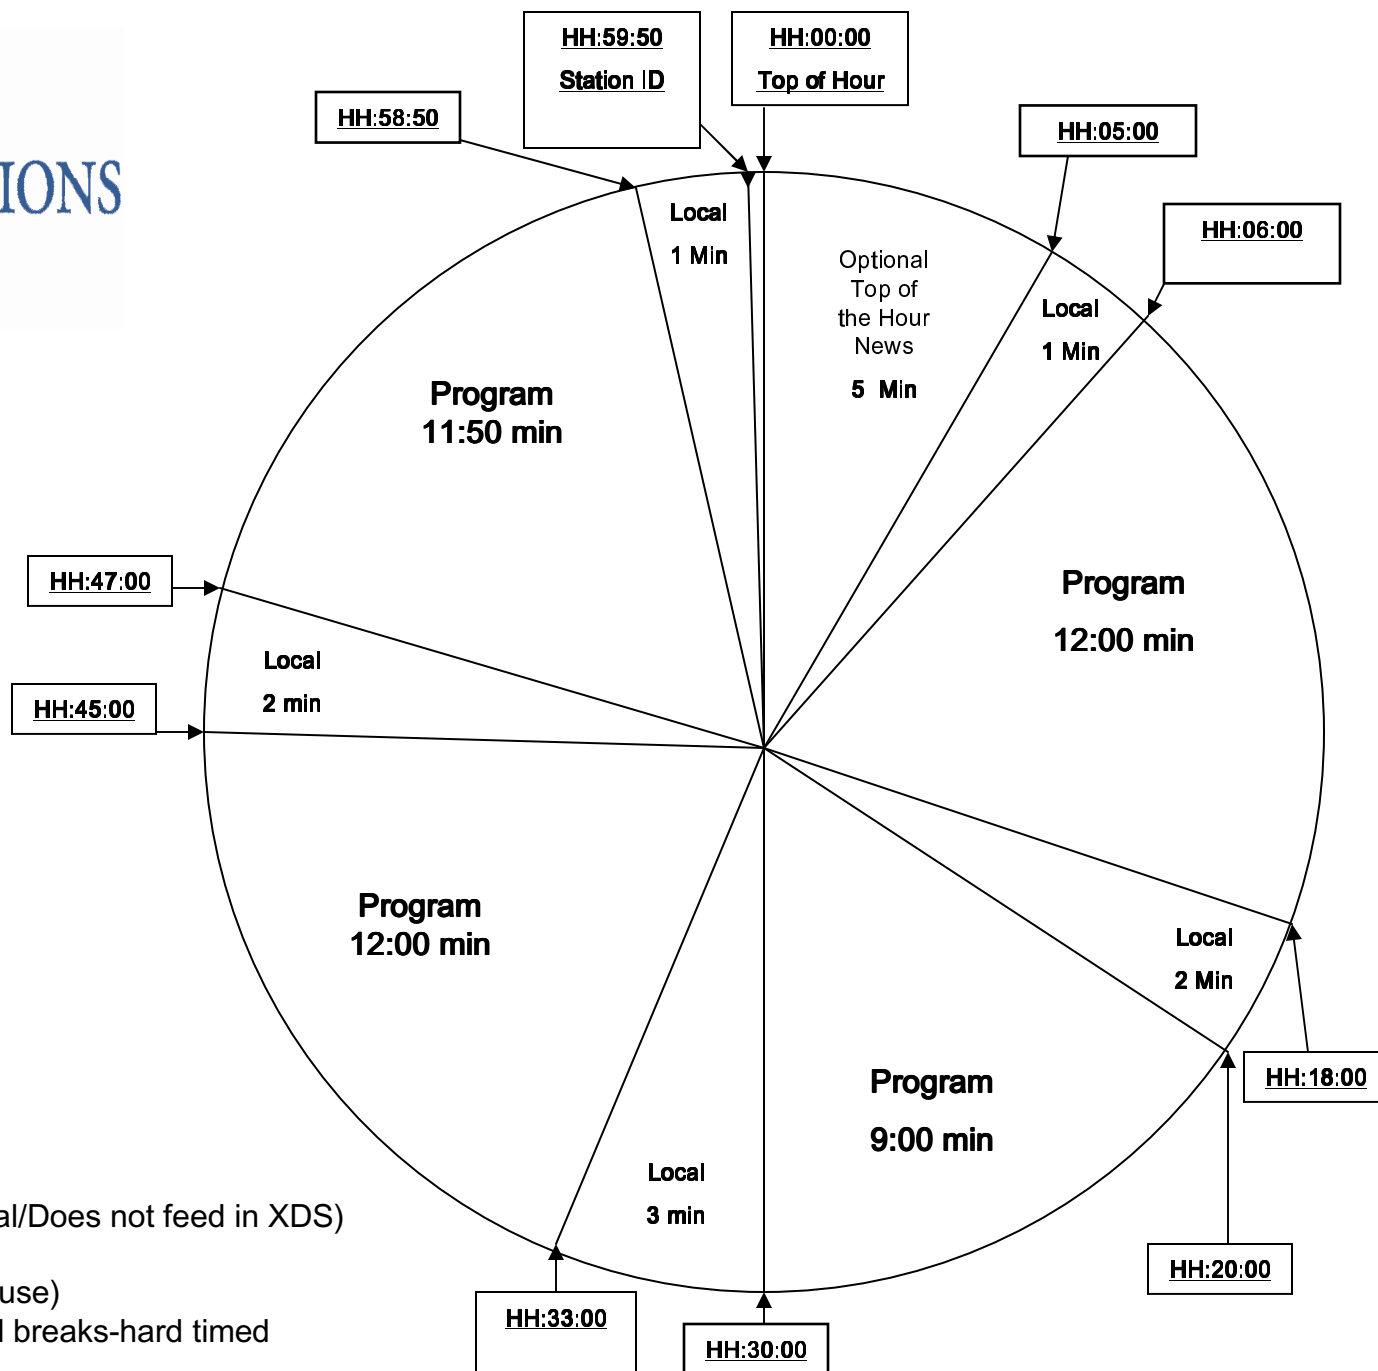 HH:59:50
Station ID
HH:00:00
Top of Hour
HH:58:50
HH:05:00
IONS
HH:06:00
Local
1 Min
Optional
Top of
the Hour
News
5 Min
Local
1 Min
Program
11:50 min
Program
12:00 min
HH:47:00
Local
2 min
HH:45:00
Program
12:00 min
Local
2 Min
HH:18:00
Program
9:00 min
Local
3 min
al/Does not feed in XDS)
HH:20:00
use)
HH:33:00
l breaks-hard timed
HH:30:00